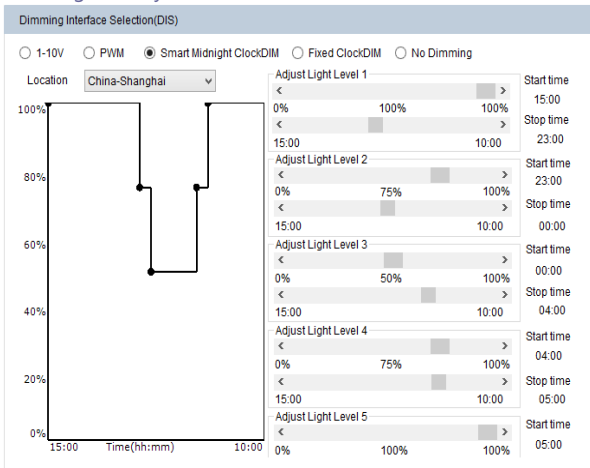 Dimming Interface Selection(DIS)
1-10V PWM Smart Midnight ClockDIM Fixed ClockDIM No Dimming
Location China-Shanghai
100%
80%
60%
40%
20%
0%
15:00 Time(hh:mm) 10:00
Adjust Light Level 1
0% 100% 100%
15:00 10:00
Start time
15:00
Stop time
23:00
Adjust Light Level 2
0% 75% 100%
15:00 10:00
Start time
23:00
Stop time
00:00
Adjust Light Level 3
0% 50% 100%
15:00 10:00
Start time
00:00
Stop time
04:00
Adjust Light Level 4
0% 75% 100%
15:00 10:00
Start time
04:00
Stop time
05:00
Adjust Light Level 5
0% 100% 100%
Start time
05:00